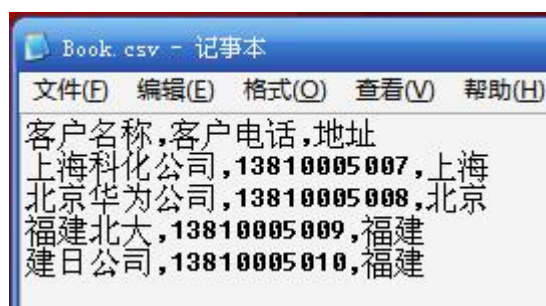 Book.csv - 记事本
文件(F) 编辑(E) 格式(O) 查看(V) 帮助(H)
客户名称,客户电话,地址
上海科化公司,13810005007,上海
北京华为公司,13810005008,北京
福建北大,13810005009,福建
建日公司,13810005010,福建